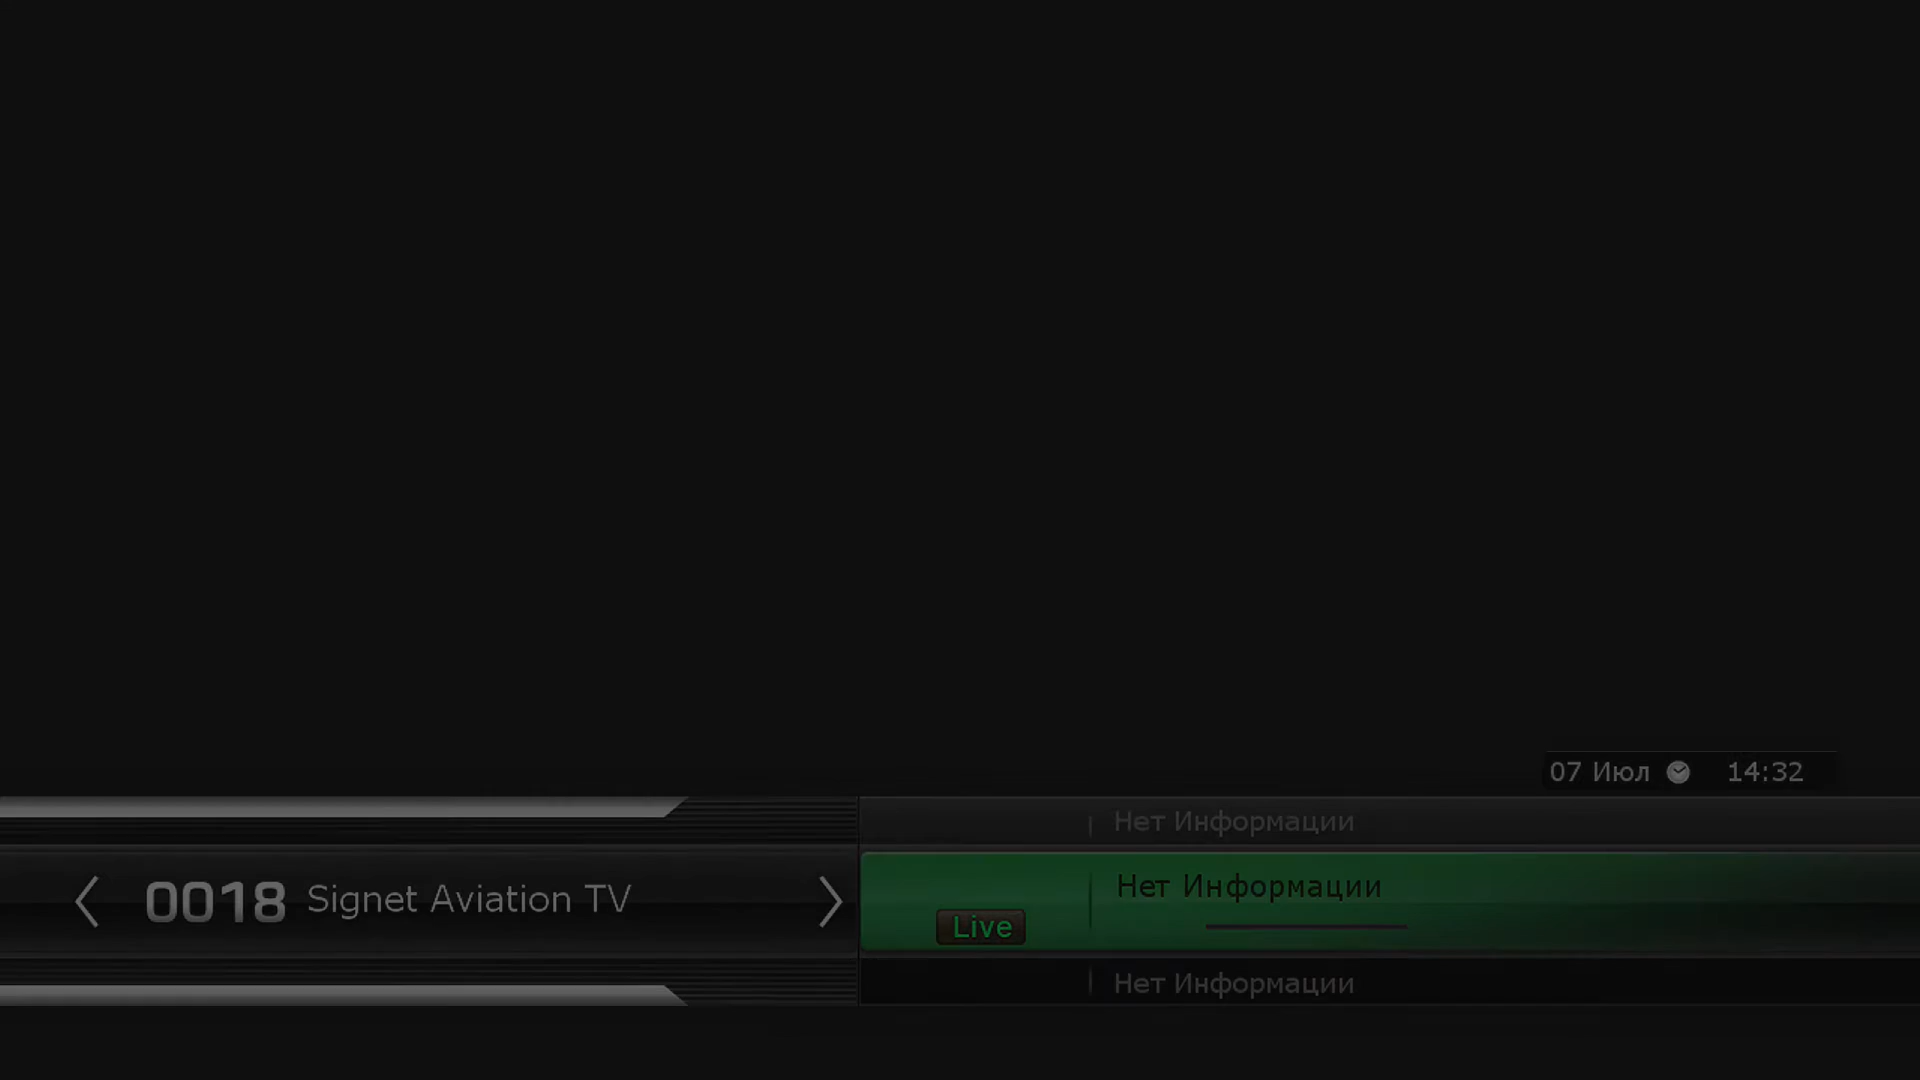 07 Июл 14:32
Нет Информации
0018 Signet Aviation TV
Нет Информации
Live
Нет Информации